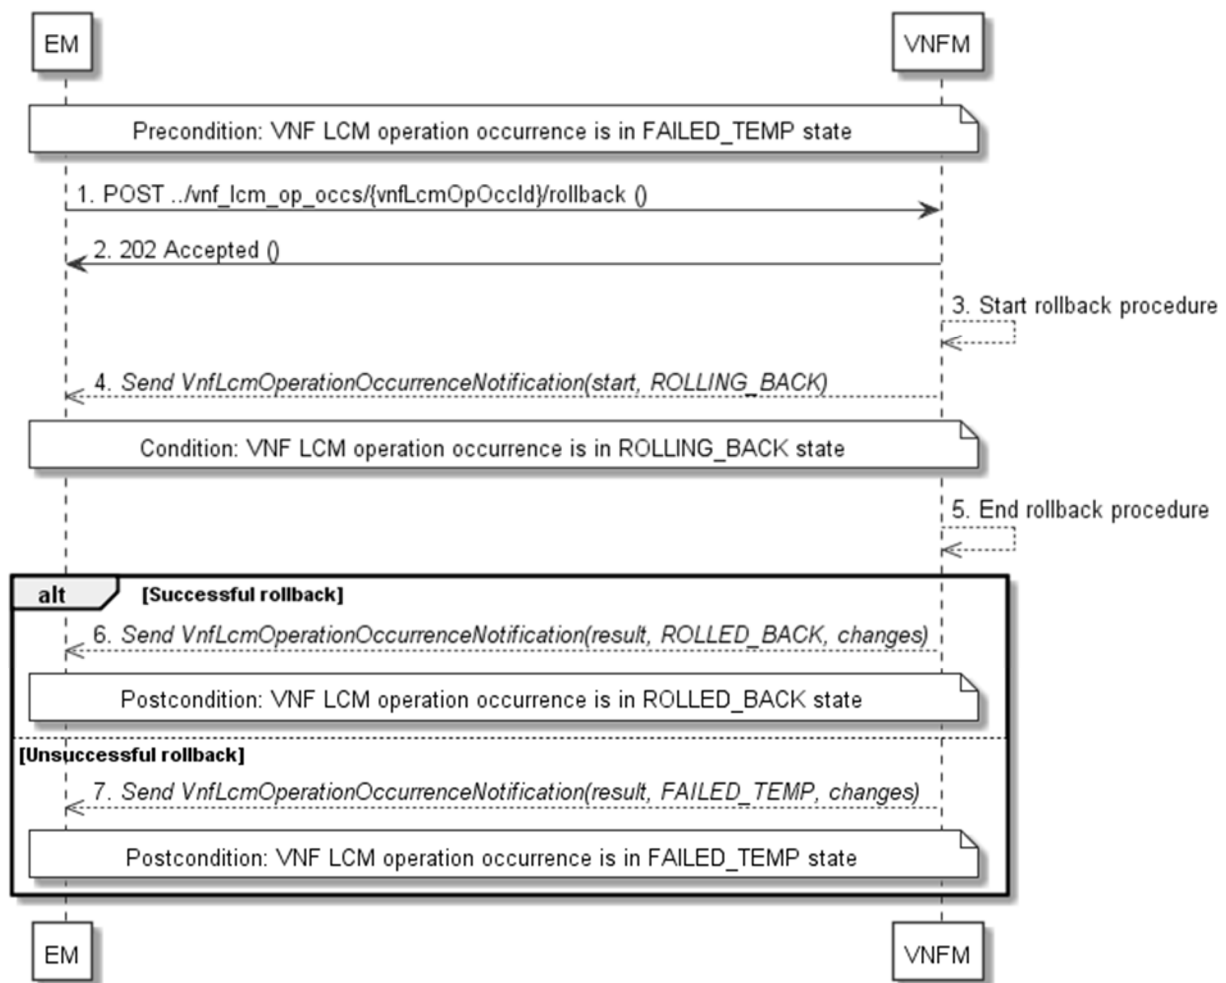 EM VNFM
Precondition: VNF LCM operation occurrence is in FAILED_TEMP state
1. POST ../vnf_lcm_op_occs/{vnfLcmOpOccId}/rollback ()
2. 202 Accepted ()
3. Start rollback procedure
4. Send VnfLcmOperationOccurrenceNotification(start, ROLLING_BACK)
Condition: VNF LCM operation occurrence is in ROLLING_BACK state
5. End rollback procedure
alt [Successful rollback]
6. Send VnfLcmOperationOccurrenceNotification(result, ROLLED_BACK, changes)
Postcondition: VNF LCM operation occurrence is in ROLLED_BACK state
[Unsuccessful rollback]
7. Send VnfLcmOperationOccurrenceNotification(result, FAILED_TEMP, changes)
Postcondition: VNF LCM operation occurrence is in FAILED_TEMP state
EM VNFM